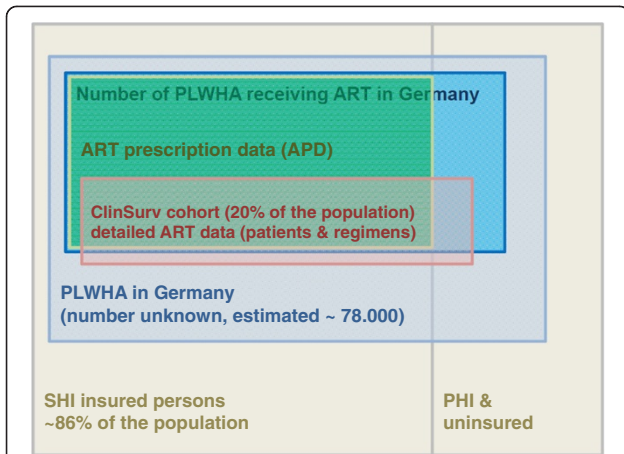 Number of PLWHA receiving ART in Germany
ART prescription data (APD)
ClinSurv cohort (20% of the population)
detailed ART data (patients & regimens)
PLWHA in Germany
(number unknown, estimated ~ 78.000)
SHI insured persons
~86% of the population
PHI &
uninsured